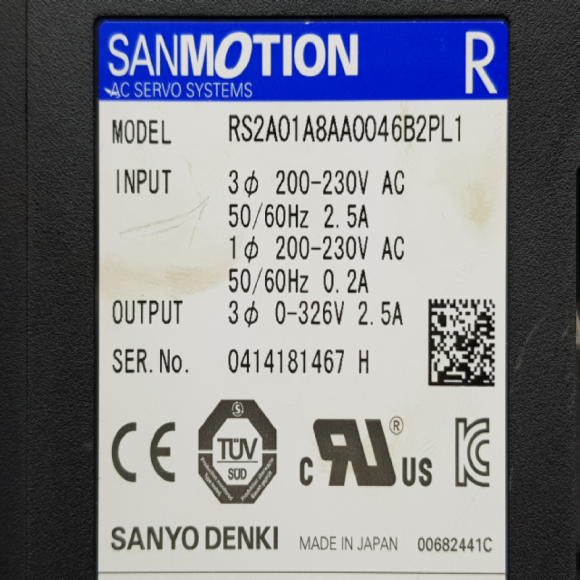 SANMOTION R
AC SERVO SYSTEMS
MODEL RS2A01A8AA0046B2PL1
INPUT 3ϕ 200-230V AC
50/60Hz 2.5A
1ϕ 200-230V AC
50/60Hz 0.2A
OUTPUT 3ϕ 0-326V 2.5A
SER.No. 0414181467 H
CE
TÜV
SÜD
c RU ® US
KC
SANYO DENKI MADE IN JAPAN 00682441C